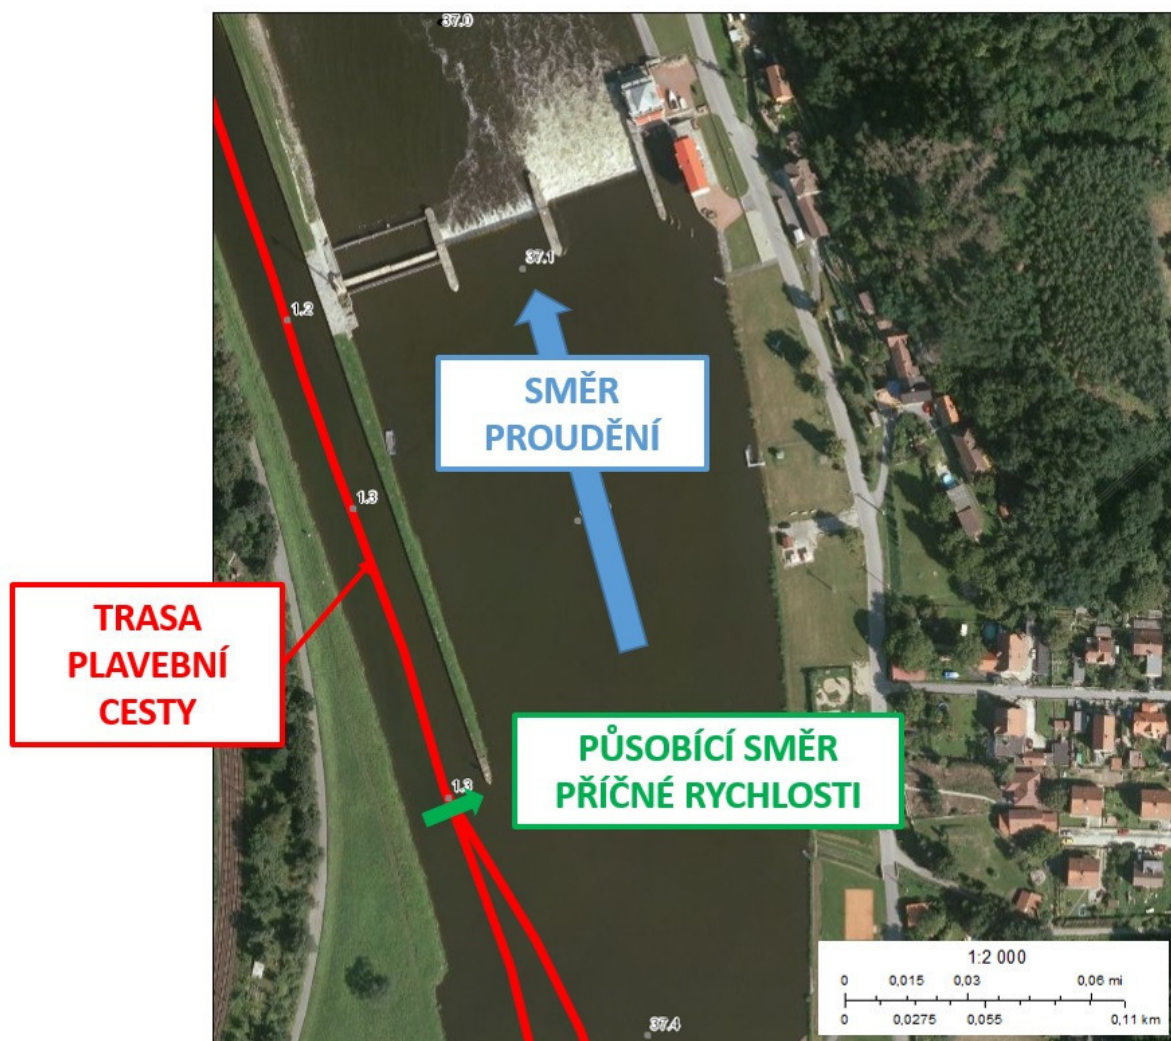 37.0
37.1
1.2
SMĚR
PROUDĚNÍ
1.3
TRASA
PLAVEBNÍ
CESTY
PŮSOBÍCÍ SMĚR
PŘÍČNÉ RYCHLOSTI
1.3
1:2 000
0 0,015 0,03 0,06 mi
0 0,0275 0,055 0,11 km
37.4